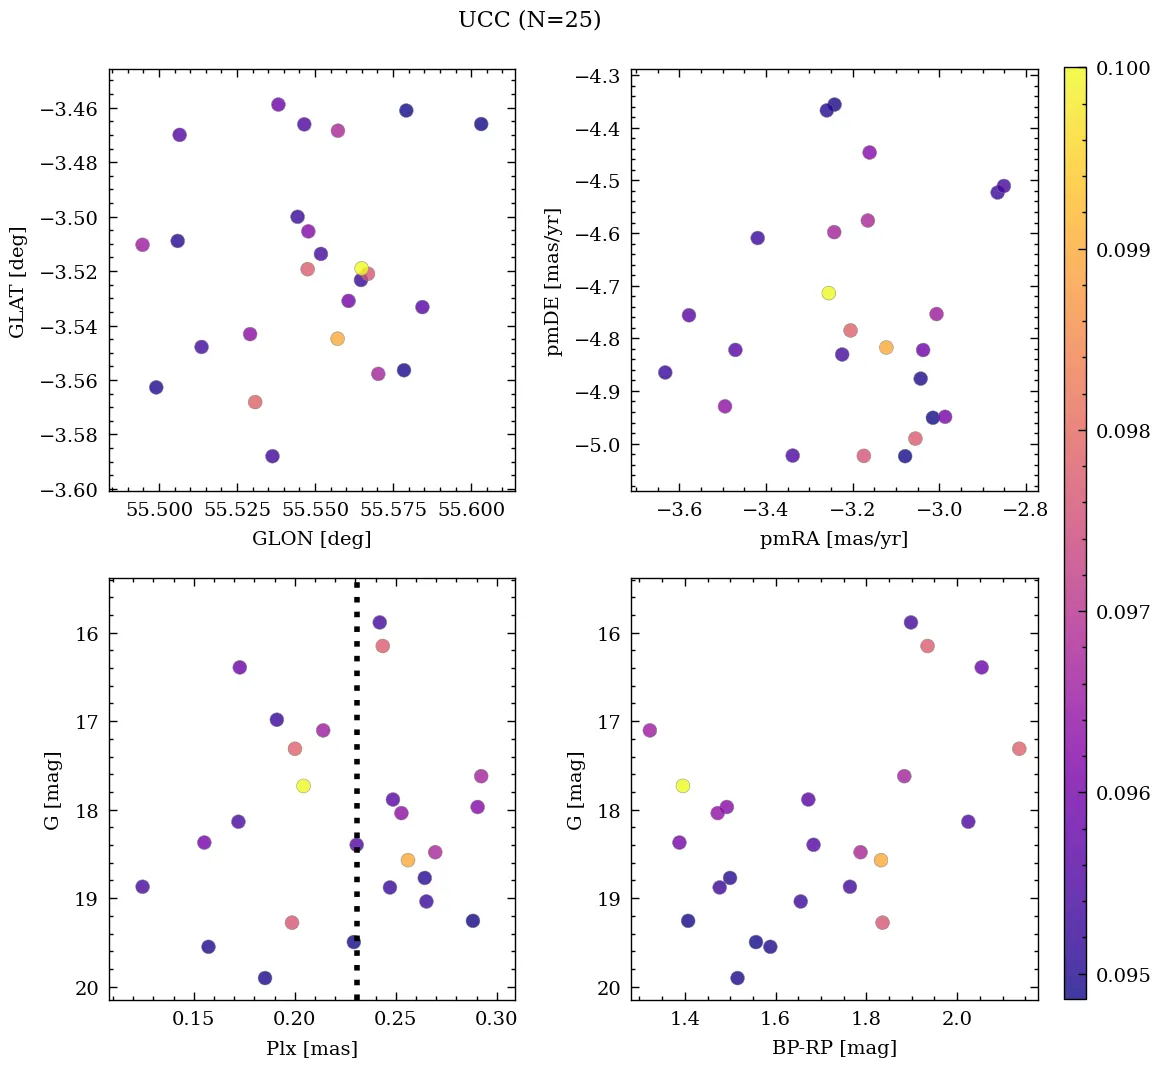 UCC (N=25)
−3.46
−3.48
−3.50
−3.52
−3.54
−3.56
−3.58
−3.60
GLAT [deg]
55.500 55.525 55.550 55.575 55.600
GLON [deg]
−4.3
−4.4
−4.5
−4.6
−4.7
−4.8
−4.9
−5.0
pmDE [mas/yr]
−3.6 −3.4 −3.2 −3.0 −2.8
pmRA [mas/yr]
16
17
18
19
20
G [mag]
0.15 0.20 0.25 0.30
Plx [mas]
16
17
18
19
20
G [mag]
1.4 1.6 1.8 2.0
BP-RP [mag]
0.100
0.099
0.098
0.097
0.096
0.095